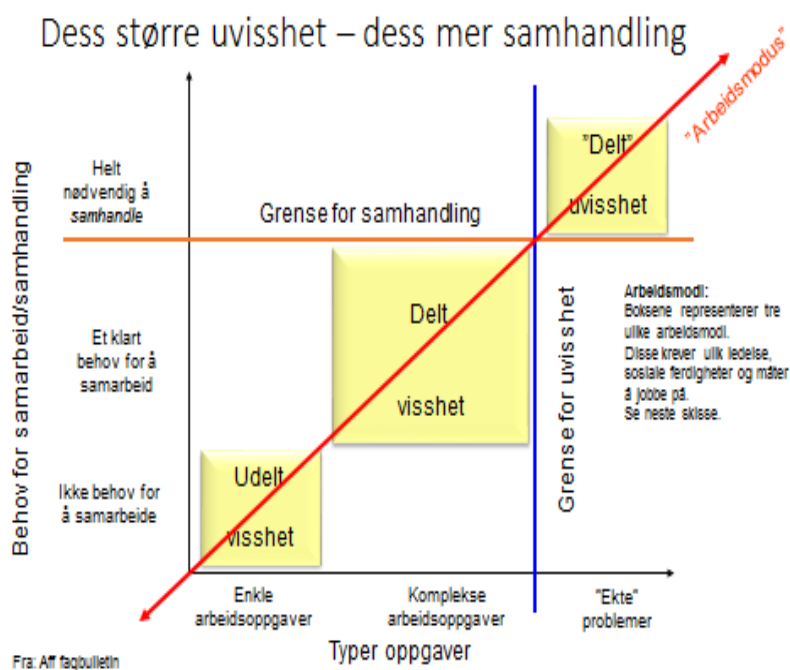 Dess større uvisshet – dess mer samhandling
"Arbeidsmodus"
Behov for samarbeid/samhandling
Helt
nødvendig å
samhandle
Grense for samhandling
"Delt"
uvisshet
Et klart
behov for å
samarbeid
Delt
visshet
Grense for uvisshet
Arbeidsmodi:
Boksene representerer tre
ulike arbeidsmodi.
Disse krever ulik ledelse,
sosiale ferdigheter og måter
å jobbe på.
Se neste skisse.
Ikke behov for
å samarbeide
Udelt
visshet
Enkle
arbeidsoppgaver
Komplekse
arbeidsoppgaver
"Ekte"
problemer
Typer oppgaver
Fra: Aff fagbulletin